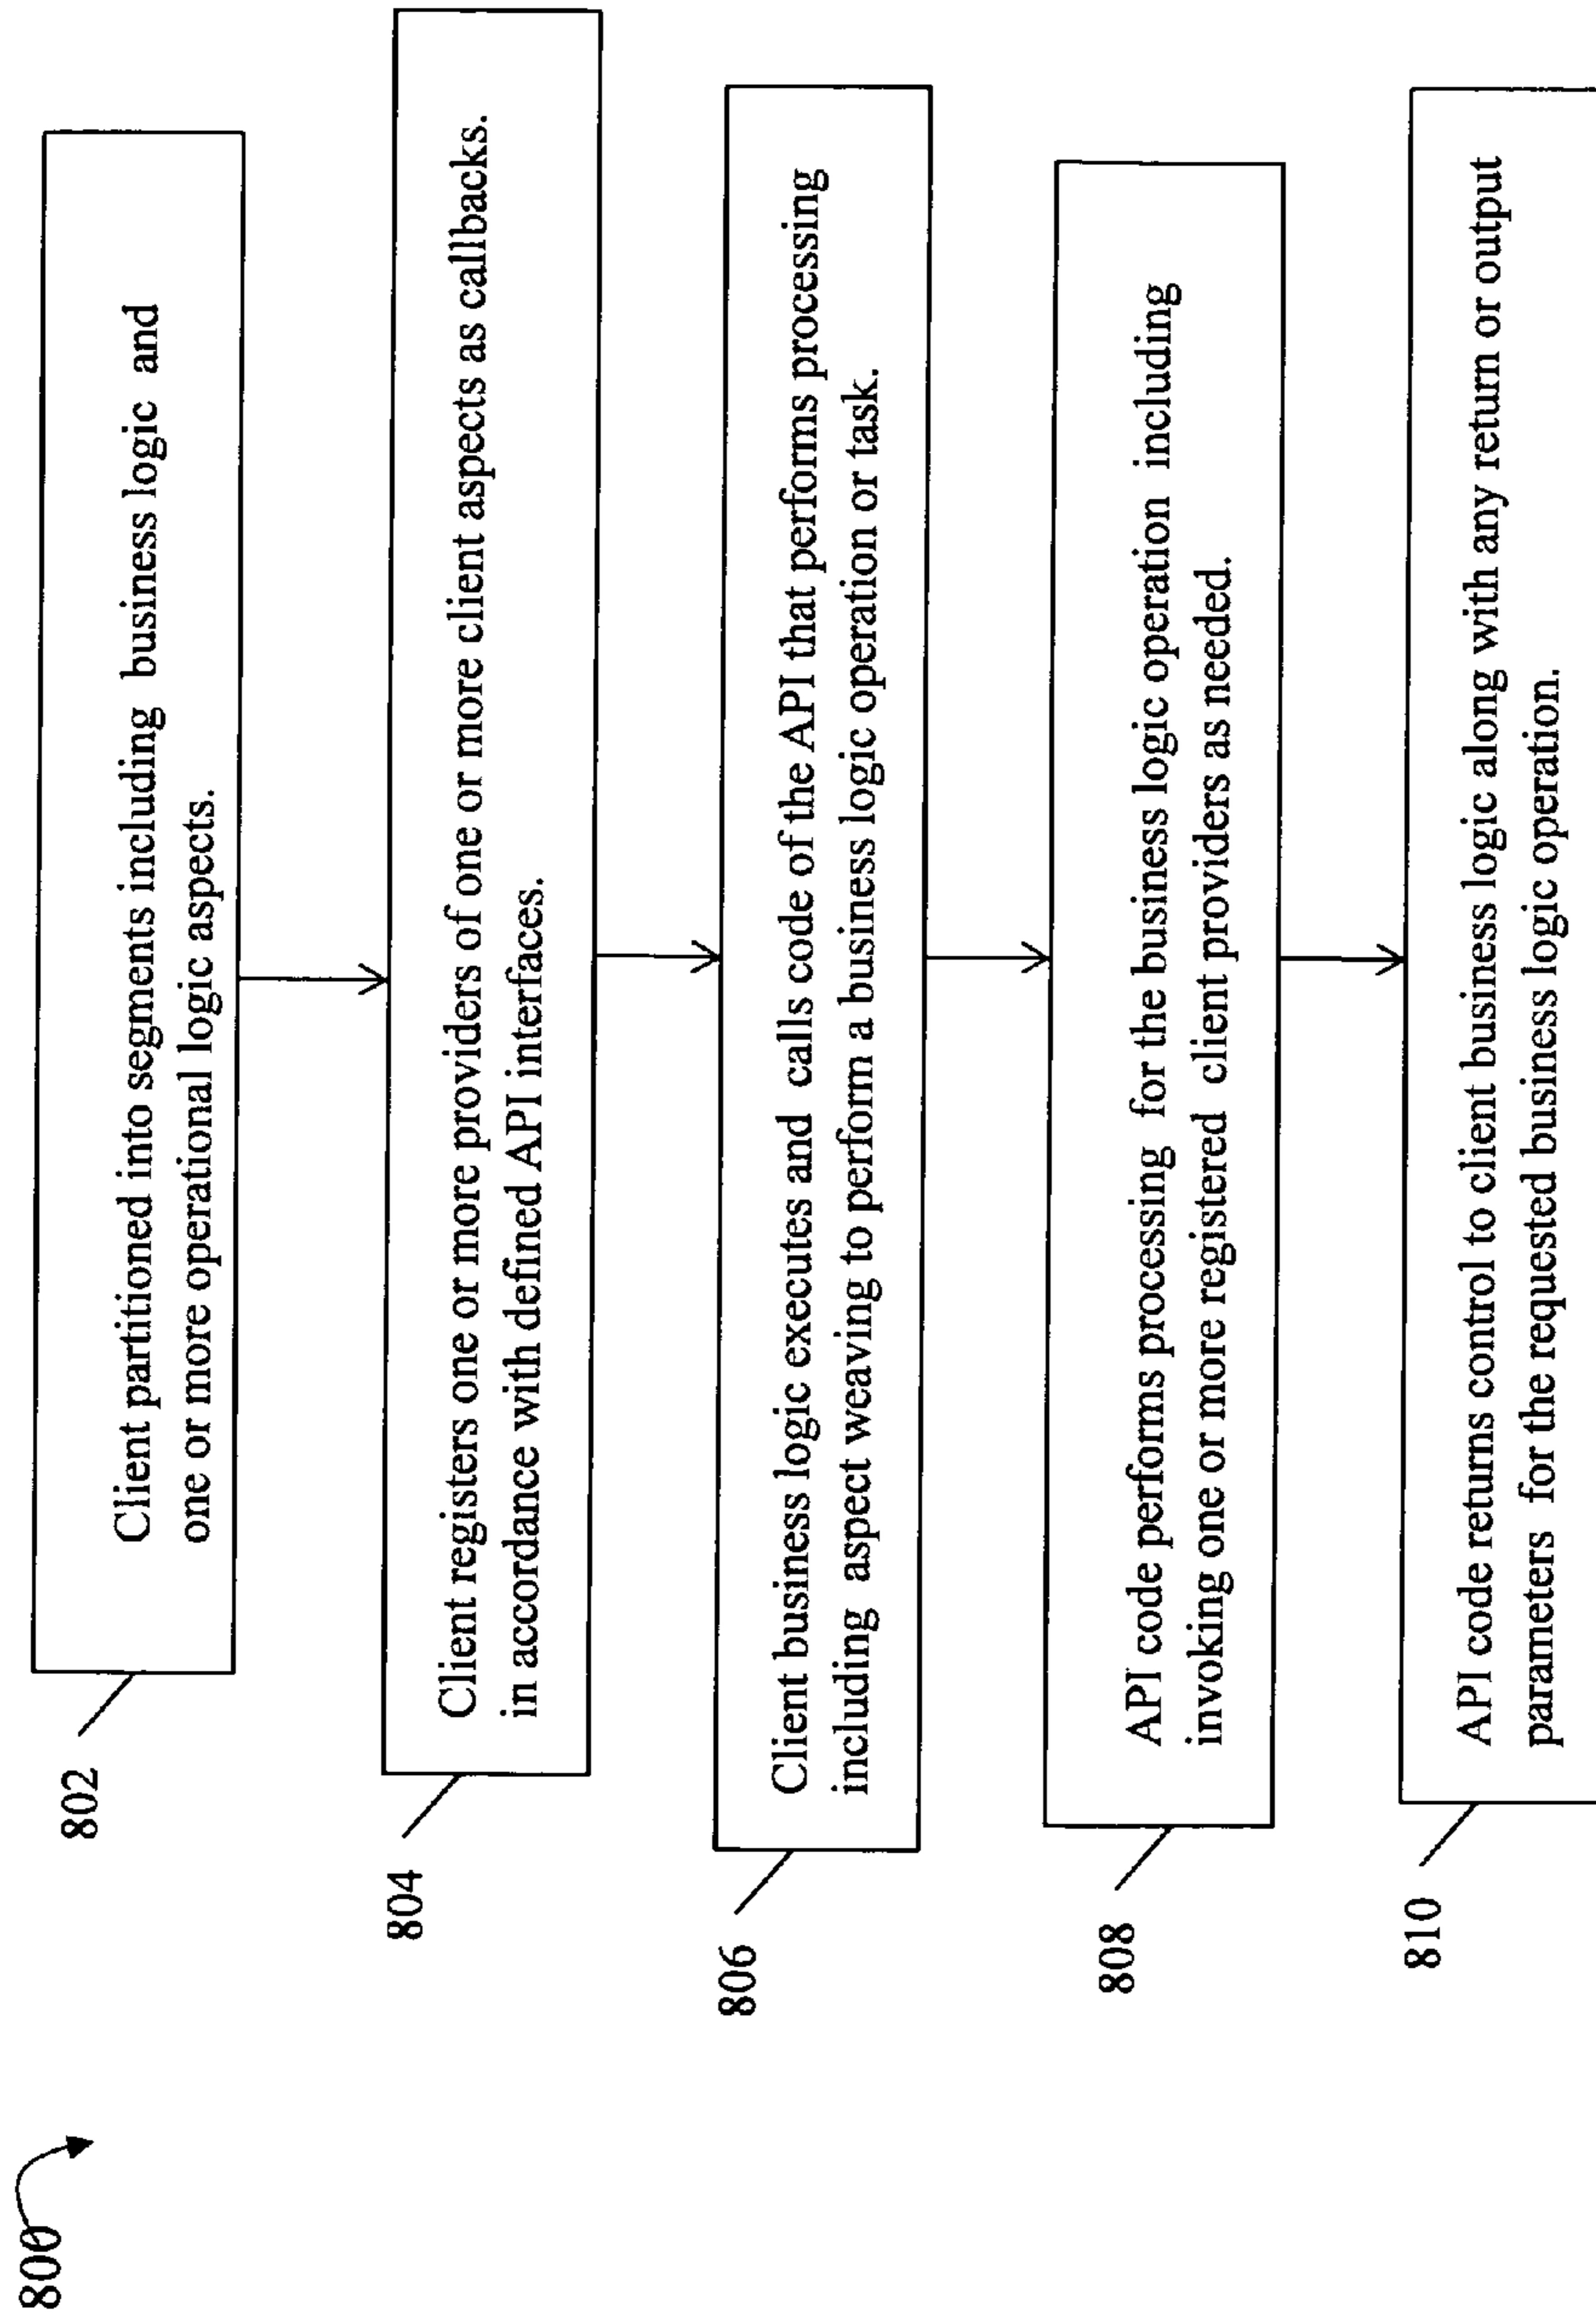 800
802
Client partitioned into segments including business logic and
one or more operational logic aspects.
804
Client registers one or more providers of one or more client aspects as callbacks.
in accordance with defined API interfaces.
806
Client business logic executes and calls code of the API that performs processing
including aspect weaving to perform a business logic operation or task.
808
API code performs processing for the business logic operation including
invoking one or more registered client providers as needed.
810
API code returns control to client business logic along with any return or output
parameters for the requested business logic operation.